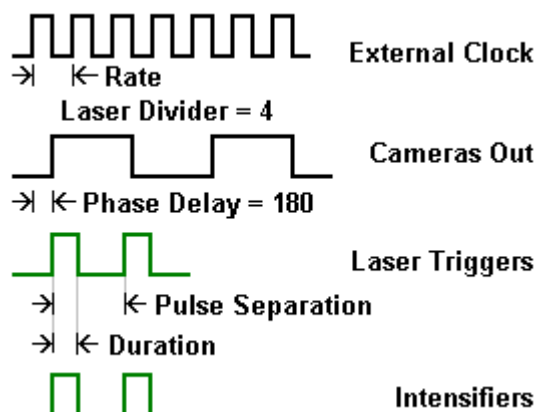 External Clock
Rate
Laser Divider = 4
Cameras Out
Phase Delay = 180
Laser Triggers
Pulse Separation
Duration
Intensifiers